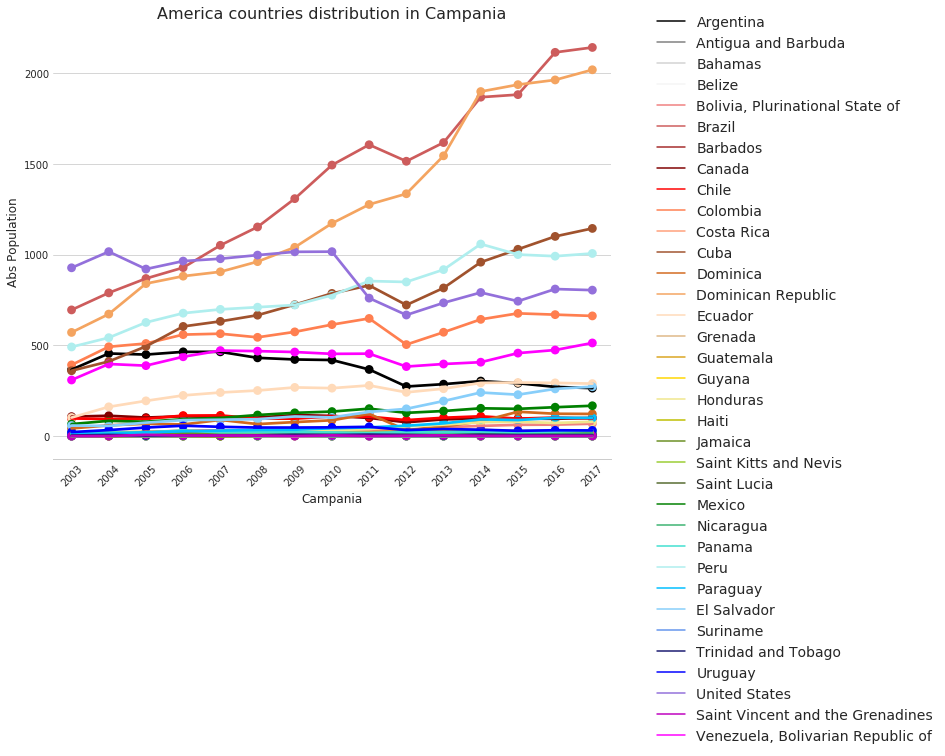 America countries distribution in Campania
Abs Population
2000
1500
1000
500
0
2003
2004
2005
2006
2007
2008
2009
2010
2011
2012
2013
2014
2015
2016
2017
Campania
Argentina
Antigua and Barbuda
Bahamas
Belize
Bolivia, Plurinational State of
Brazil
Barbados
Canada
Chile
Colombia
Costa Rica
Cuba
Dominica
Dominican Republic
Ecuador
Grenada
Guatemala
Guyana
Honduras
Haiti
Jamaica
Saint Kitts and Nevis
Saint Lucia
Mexico
Nicaragua
Panama
Peru
Paraguay
El Salvador
Suriname
Trinidad and Tobago
Uruguay
United States
Saint Vincent and the Grenadines
Venezuela, Bolivarian Republic of